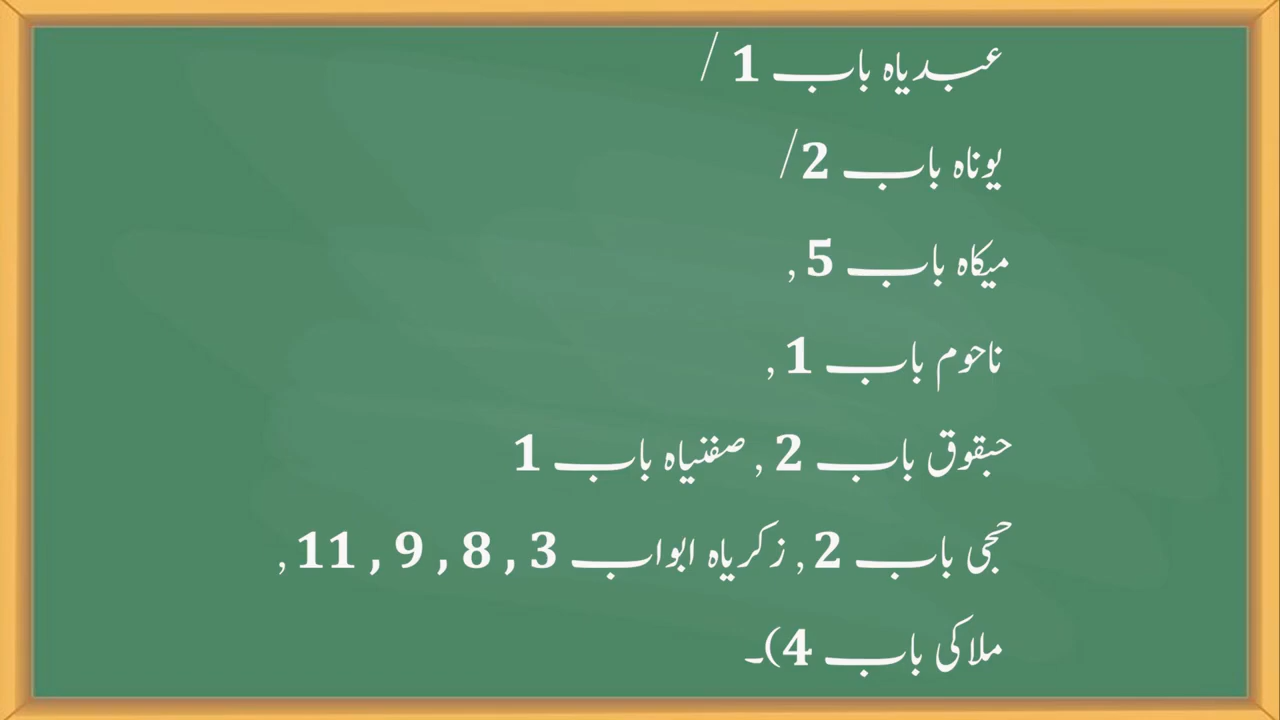 عبدیاہ باب 1 /
یوناہ باب 2/
میکاہ باب 5 ,
ناحوم باب 1 ,
حبقوق باب 2 , صفنیاہ باب 1
حجی باب 2 , زکریاہ ابواب 3 , 8 , 9 , 11 ,
ملاکی باب 4)۔